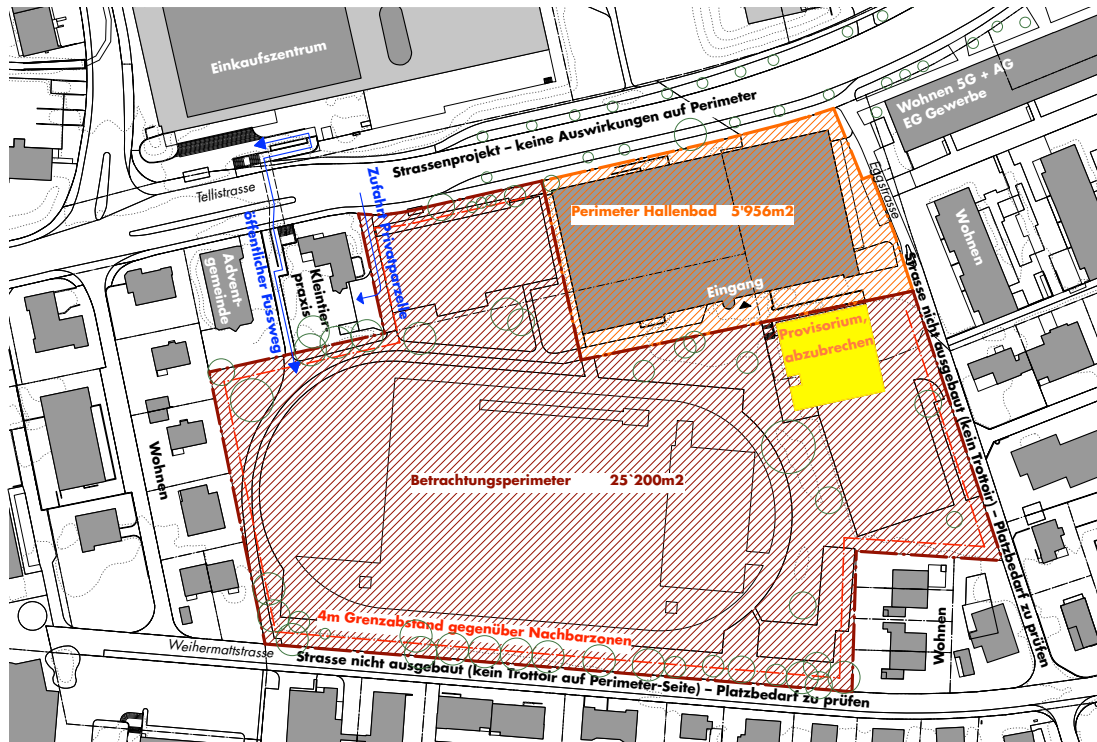 Einkaufszentrum
Wohnen 5G + AG
EG Gewerbe
Strassenprojekt – keine Auswirkungen auf Perimeter
Tellistrasse
Zufahrt Privatparzelle
öffentlicher Fussweg
Advent-
gemeinde
Kleintier-
praxis
Perimeter Hallenbad 5'956m2
Eggstrasse
Wohnen
Eingang
Provisorium,
abzubrechen
Strasse nicht ausgebaut (kein Trottoir) – Platzbedarf zu prüfen
Wohnen
Betrachtungsperimeter 25`200m2
4m Grenzabstand gegenüber Nachbarzonen
Wohnen
Weihermattstrasse
Strasse nicht ausgebaut (kein Trottoir auf Perimeter-Seite) – Platzbedarf zu prüfen